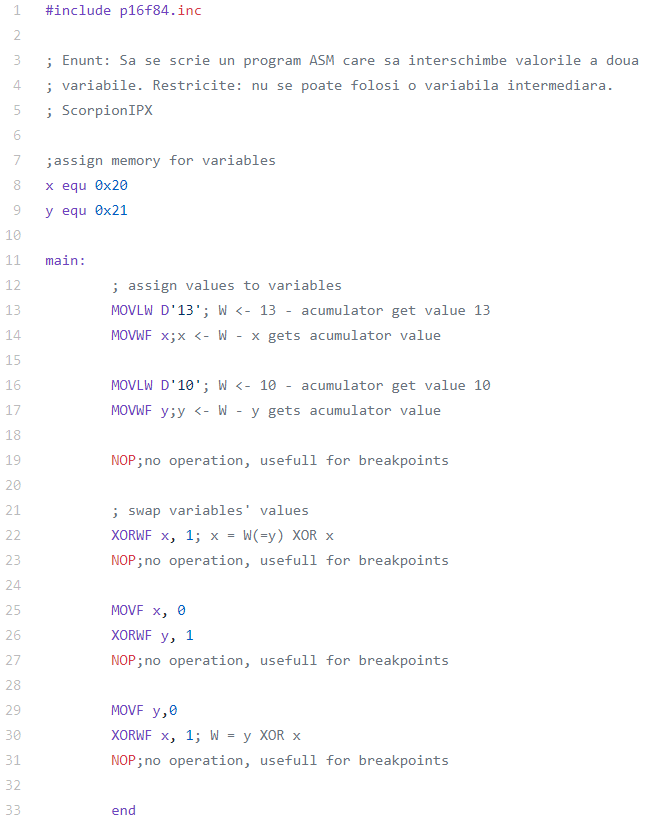 1 #include p16f84.inc
2
3 ; Enunt: Sa se scrie un program ASM care sa interschimbe valorile a doua
4 ; variabile. Restricite: nu se poate folosi o variabila intermediara.
5 ; ScorpionIPX
6
7 ;assign memory for variables
8 x equ 0x20
9 y equ 0x21
10
11 main:
12 ; assign values to variables
13 MOVLW D'13'; W <- 13 - acumulator get value 13
14 MOVWF x;x <- W - x gets acumulator value
15
16 MOVLW D'10'; W <- 10 - acumulator get value 10
17 MOVWF y;y <- W - y gets acumulator value
18
19 NOP;no operation, usefull for breakpoints
20
21 ; swap variables' values
22 XORWF x, 1; x = W(=y) XOR x
23 NOP;no operation, usefull for breakpoints
24
25 MOVF x, 0
26 XORWF y, 1
27 NOP;no operation, usefull for breakpoints
28
29 MOVF y,0
30 XORWF x, 1; W = y XOR x
31 NOP;no operation, usefull for breakpoints
32
33 end